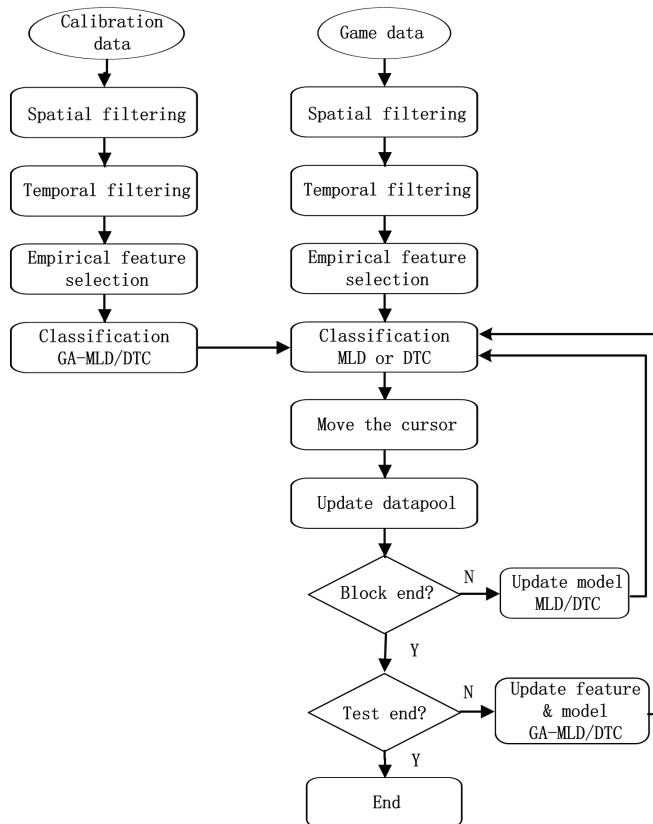 Calibration
data
Spatial filtering
Temporal filtering
Empirical feature
selection
Classification
GA-MLD/DTC
Game data
Spatial filtering
Temporal filtering
Empirical feature
selection
Classification
MLD or DTC
Move the cursor
Update datapool
Block end?
N
Update model
MLD/DTC
Y
Test end?
N
Update feature
& model
GA-MLD/DTC
Y
End